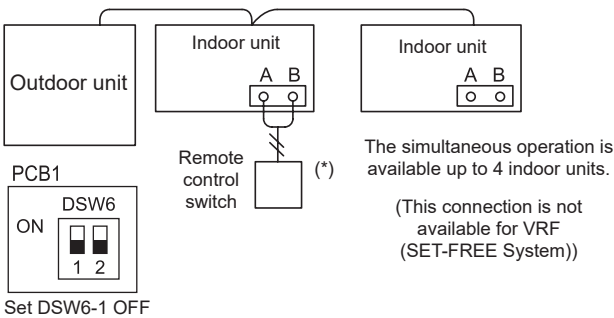 Outdoor unit
Indoor unit
A B
Indoor unit
A B
Remote
control
switch
(*)
The simultaneous operation is
available up to 4 indoor units.
(This connection is not
available for VRF
(SET-FREE System))
PCB1
DSW6
ON
1 2
Set DSW6-1 OFF